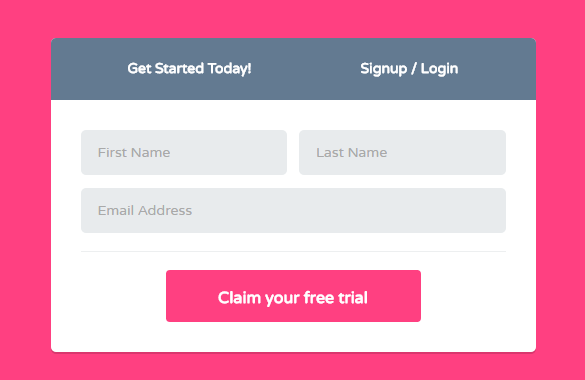 Get Started Today! Signup / Login
First Name Last Name
Email Address
Claim your free trial